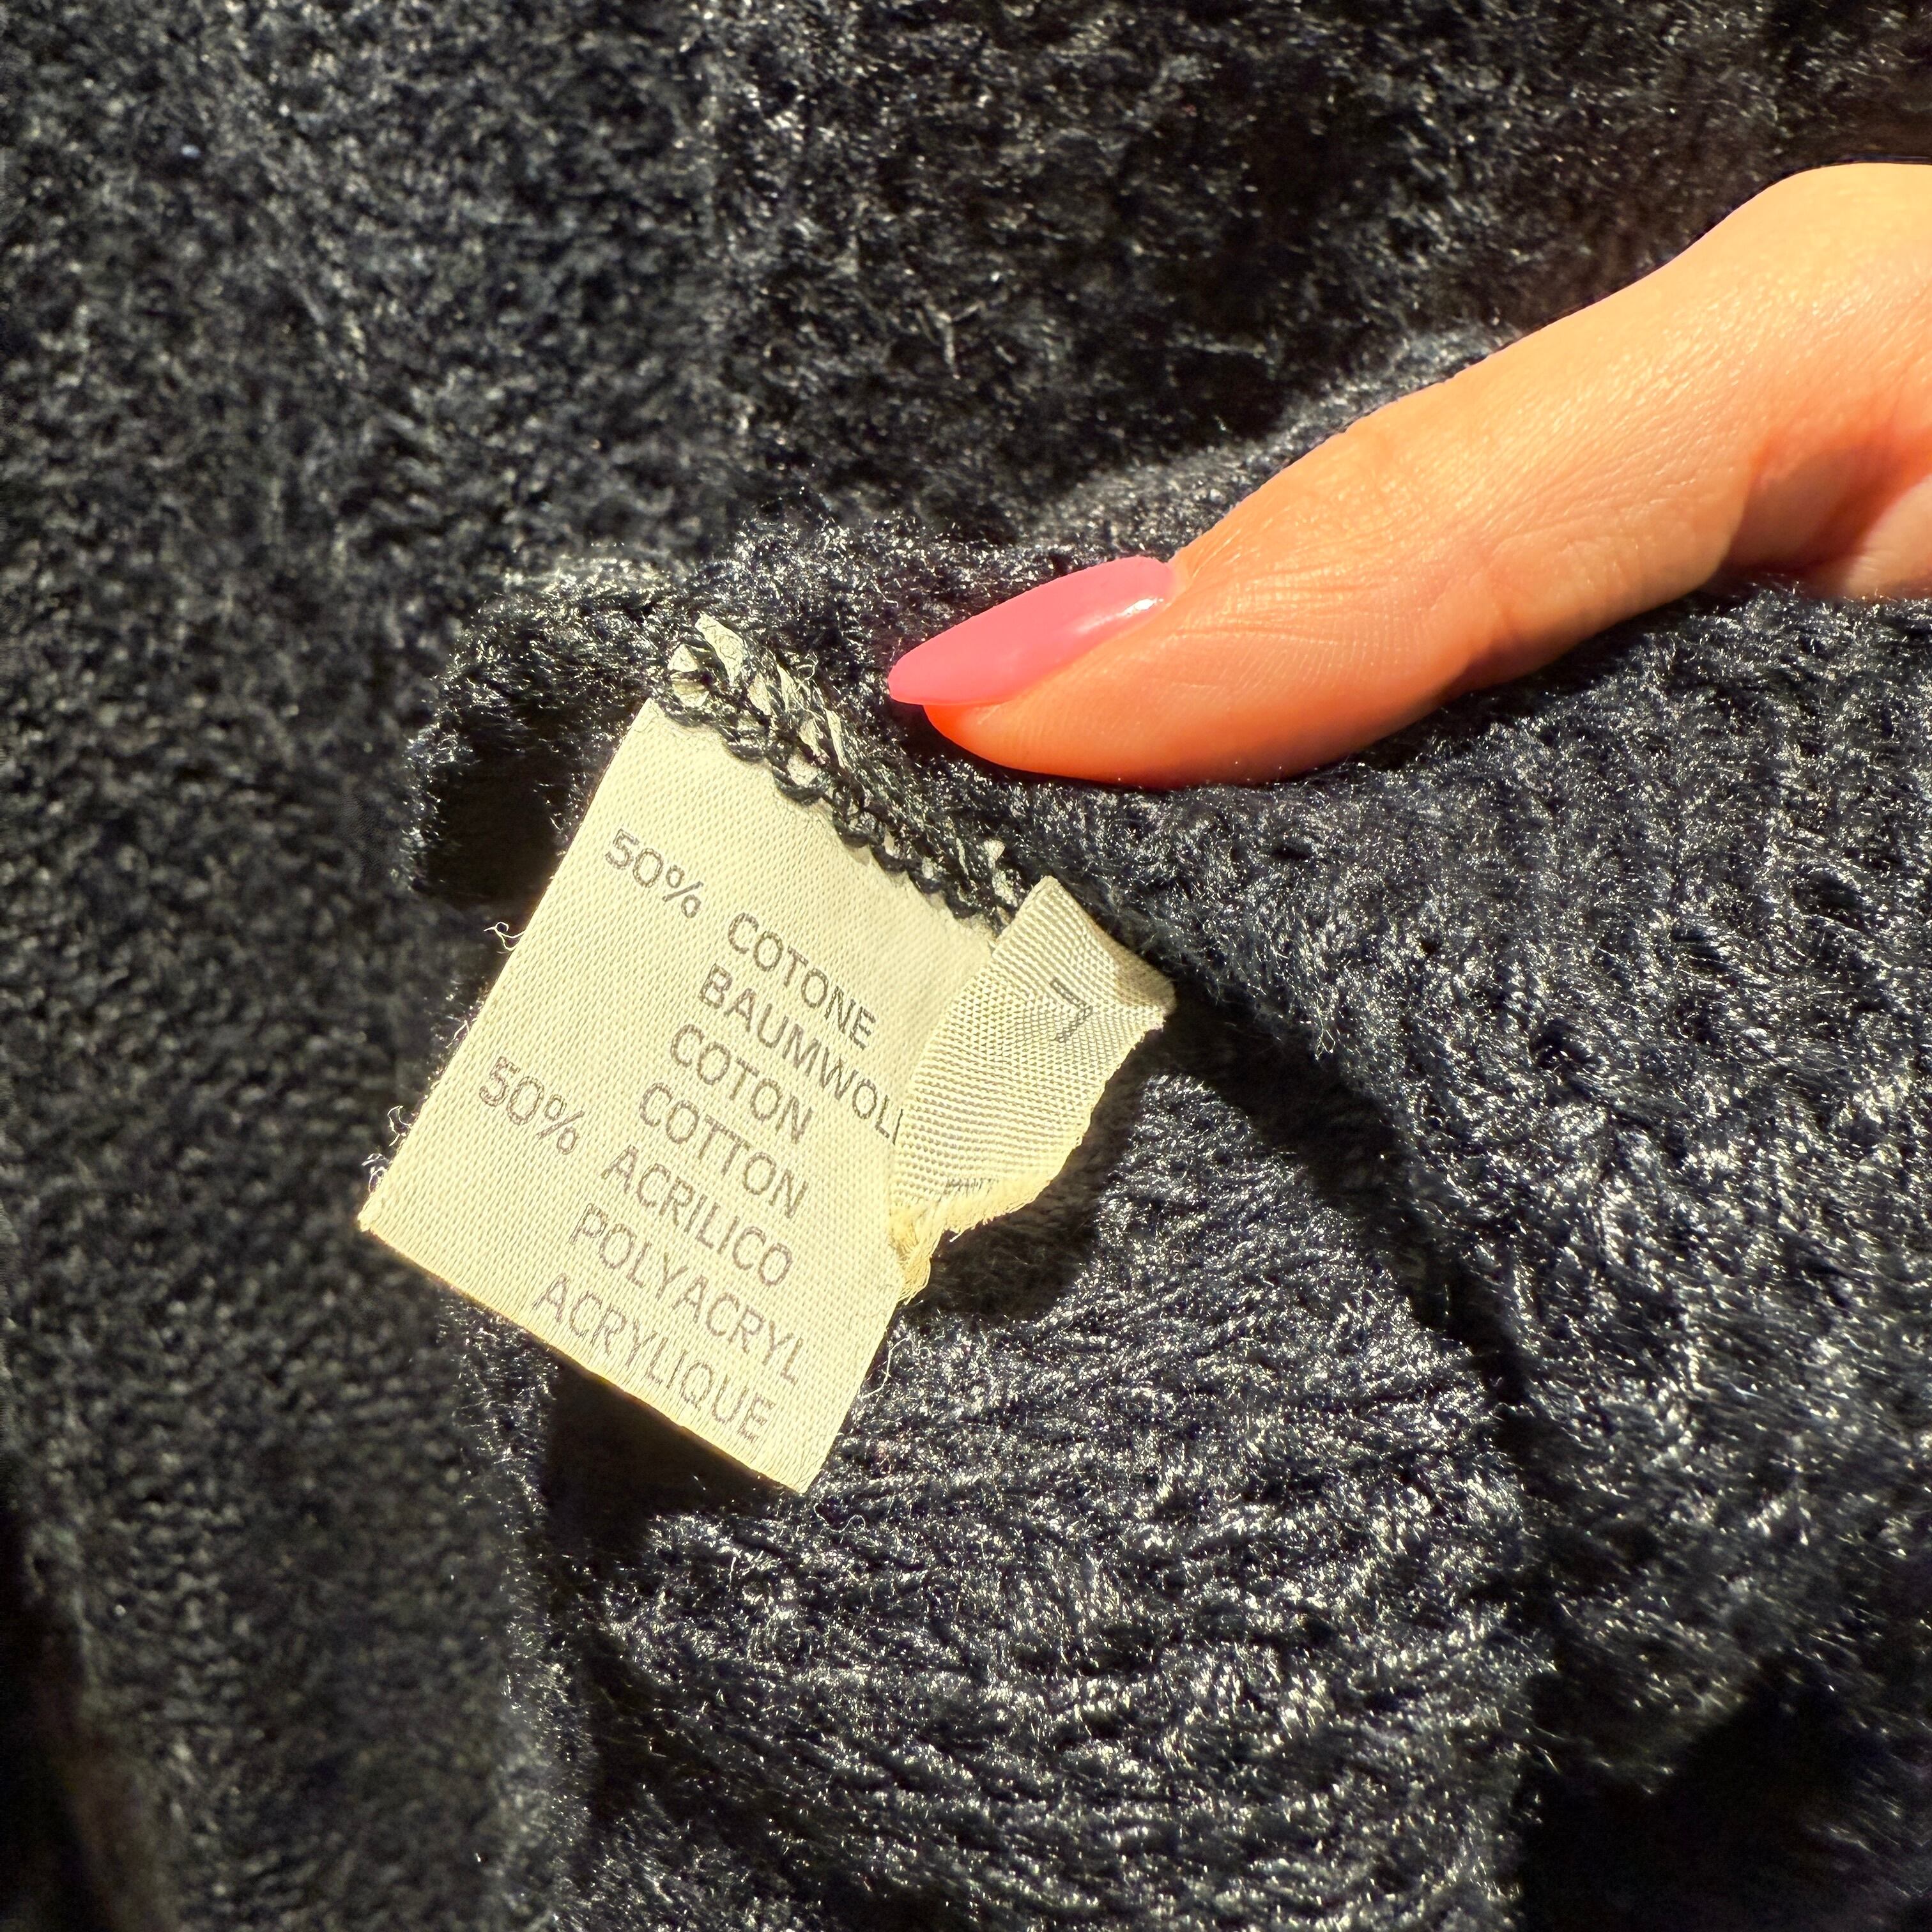 50% COTONE
BAUMWOLL
COTON
COTTON
50% ACRILICO
POLYACRYL
ACRYLIQUE